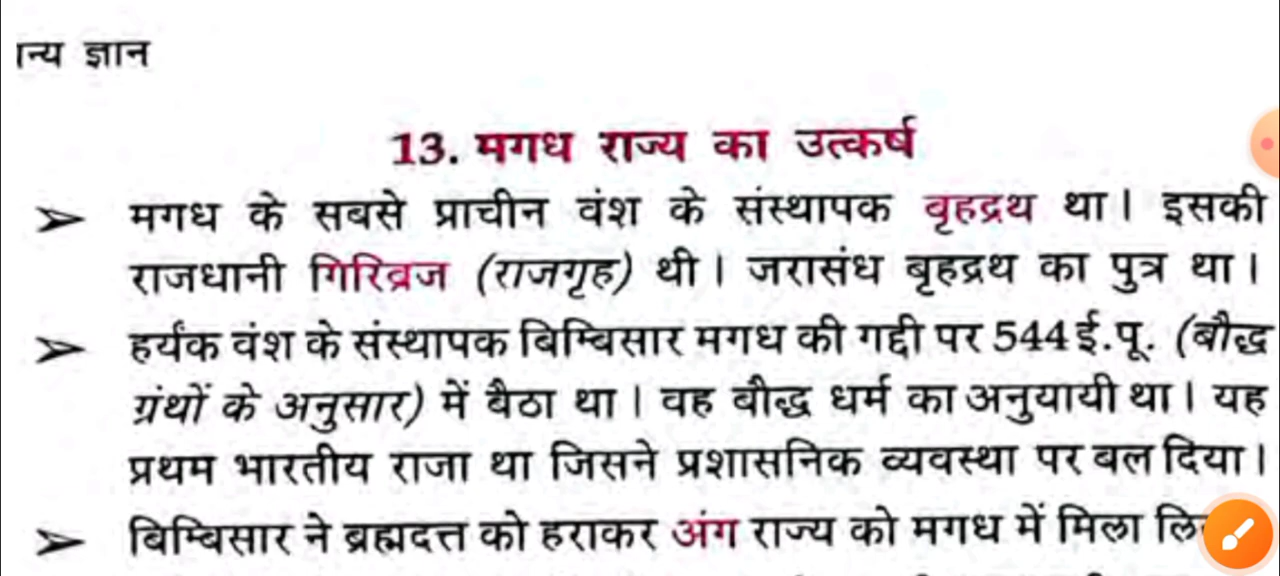 न्य ज्ञान
13. मगध राज्य का उत्कर्ष
➢ मगध के सबसे प्राचीन वंश के संस्थापक वृहद्रथ था। इसकी
राजधानी गिरिव्रज (राजगृह) थी। जरासंध बृहद्रथ का पुत्र था।
➢ हर्यंक वंश के संस्थापक बिम्बिसार मगध की गद्दी पर 544 ई.पू. (बौद्ध
ग्रंथों के अनुसार) में बैठा था। वह बौद्ध धर्म का अनुयायी था। यह
प्रथम भारतीय राजा था जिसने प्रशासनिक व्यवस्था पर बल दिया।
➢ बिम्बिसार ने ब्रह्मदत्त को हराकर अंग राज्य को मगध में मिला